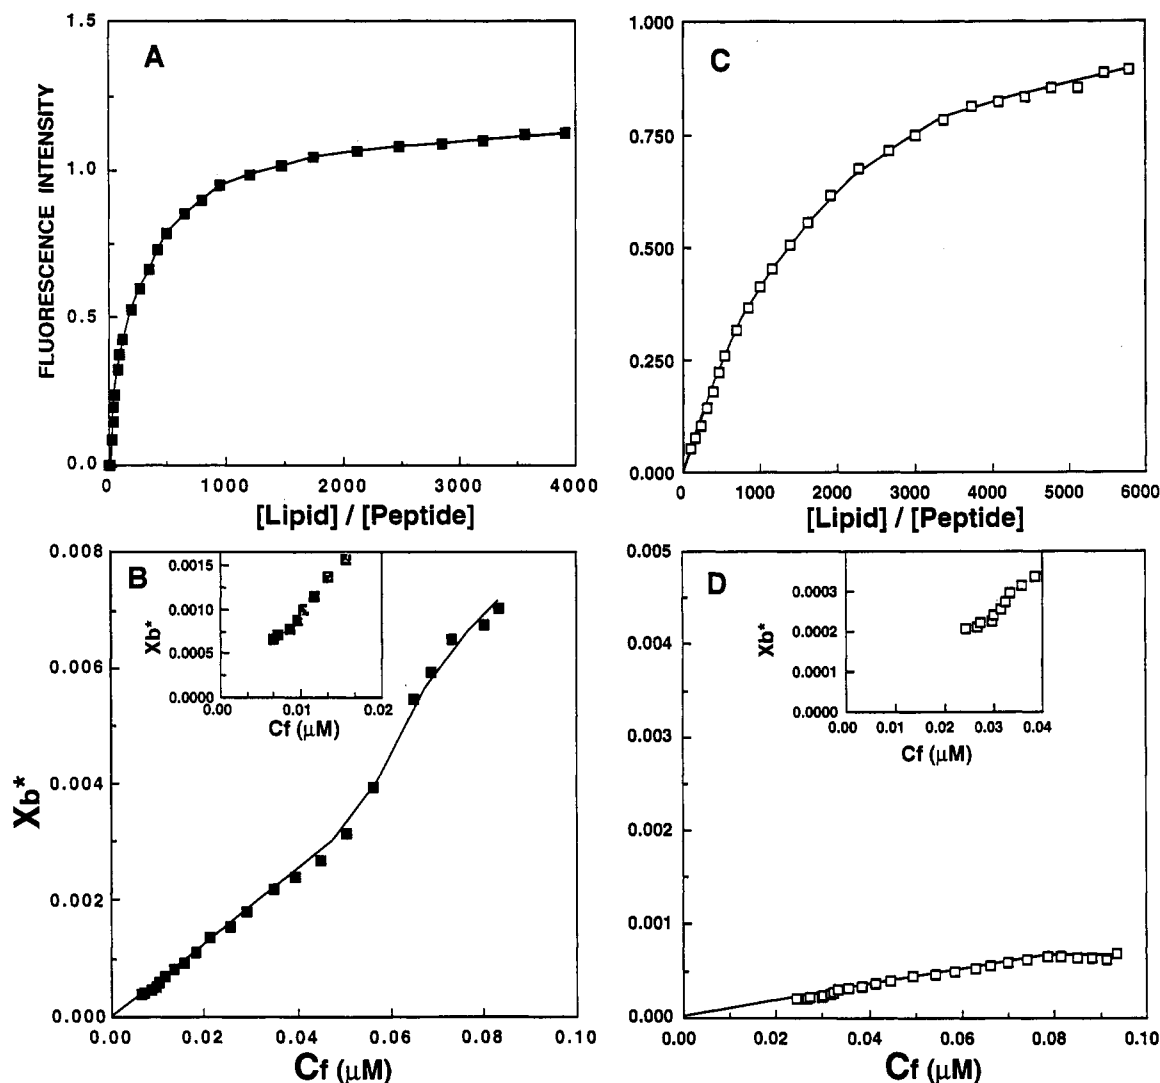 A
1.5
1.0
0.5
0.0
FLUORESCENCE INTENSITY
0 1000 2000 3000 4000
[Lipid] / [Peptide]
C
1.000
0.750
0.500
0.250
0.000
0 1000 2000 3000 4000 5000 6000
[Lipid] / [Peptide]
B
0.008
0.006
0.004
0.002
0.000
Xb*
0.00 0.02 0.04 0.06 0.08 0.10
Cf (μM)
0.0015
0.0010
0.0005
0.0000
Xb*
0.00 0.01 0.02
Cf (μM)
D
0.005
0.004
0.003
0.002
0.001
0.000
0.00 0.02 0.04 0.06 0.08 0.10
Cf (μM)
0.0003
0.0002
0.0001
0.0000
Xb*
0.00 0.01 0.02 0.03 0.04
Cf (μM)